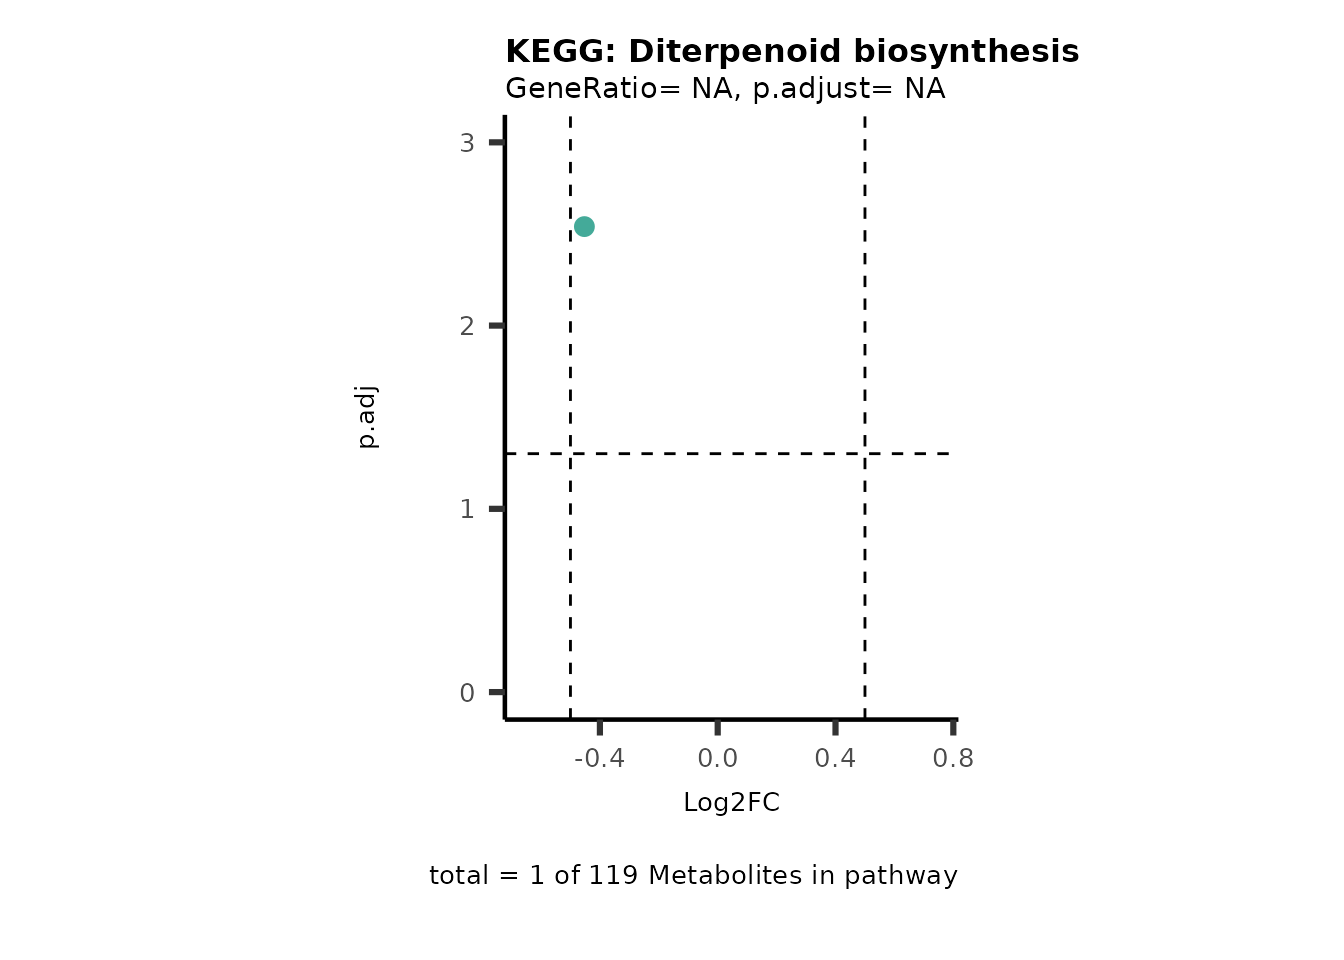 KEGG: Diterpenoid biosynthesis
GeneRatio= NA, p.adjust= NA
3
2
1
0
p.adj
-0.4
0.0
0.4
0.8
Log2FC
total = 1 of 119 Metabolites in pathway